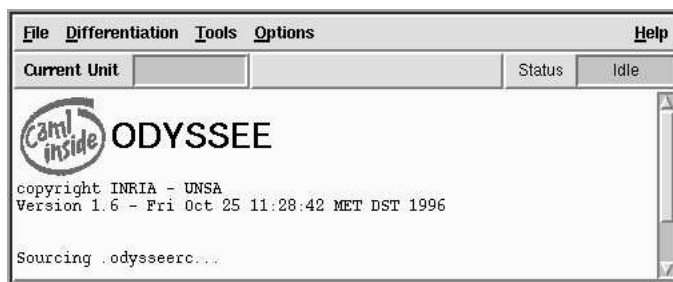 File Differentiation Tools Options Help
Current Unit Status Idle
caml inside ODYSSEE
copyright INRIA - UNSA
Version 1.6 - Fri Oct 25 11:28:42 MET DST 1996
Sourcing .odysseerc...